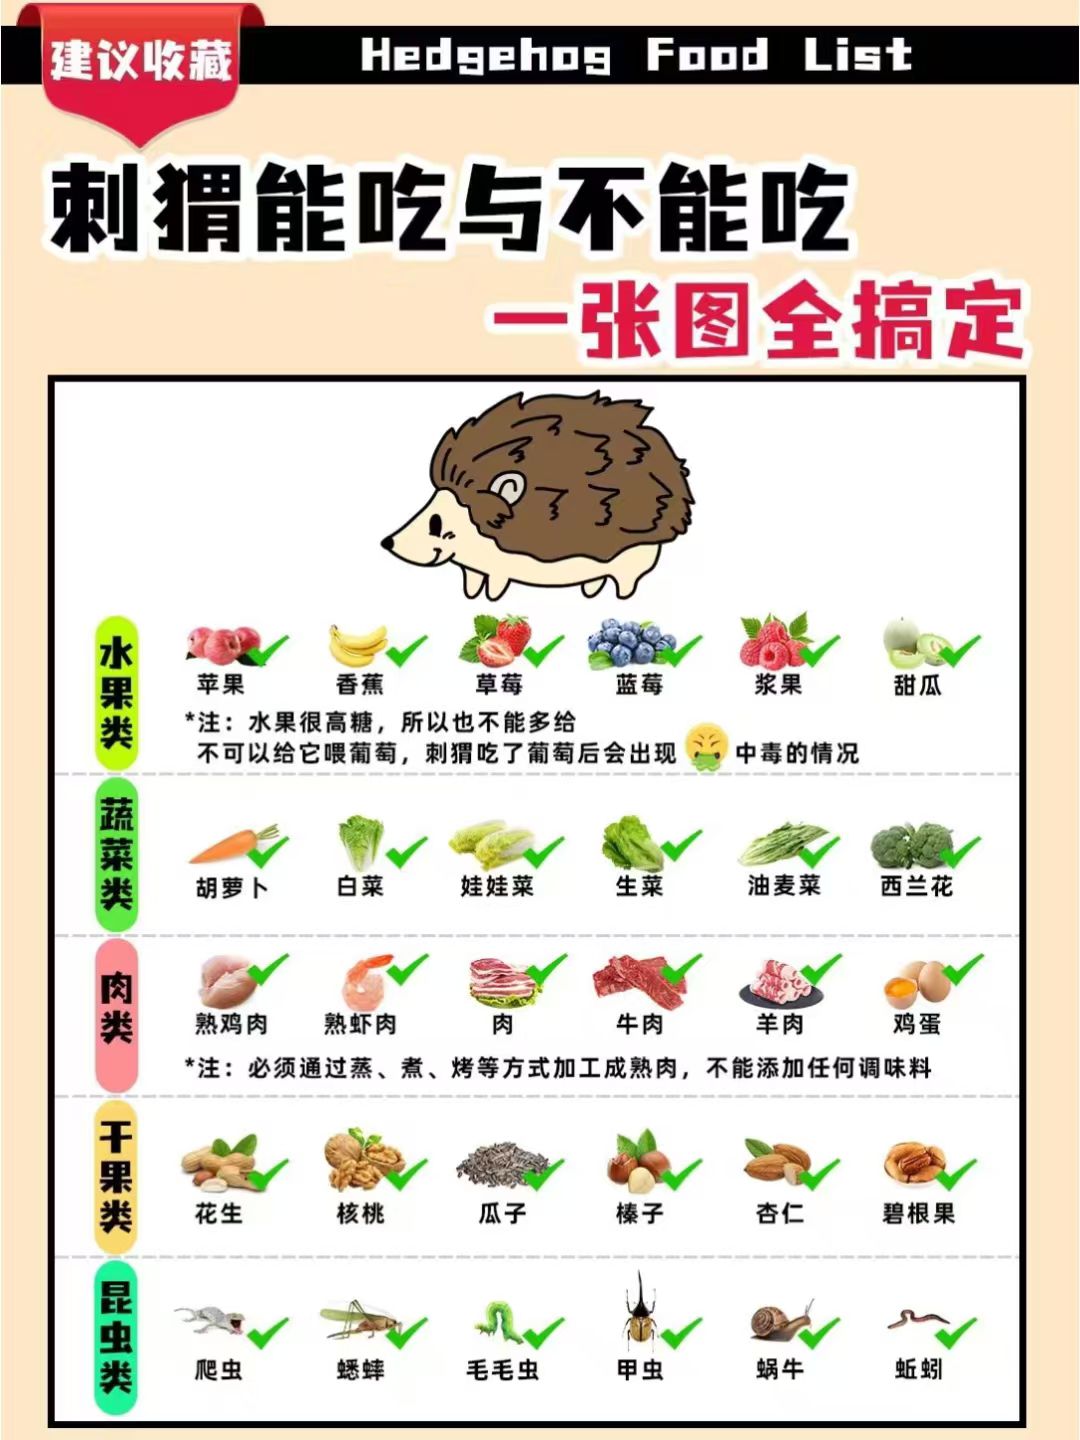 建议收藏
Hedgehog Food List
刺猬能吃与不能吃
一张图全搞定
水果类
苹果 香蕉 草莓 蓝莓 浆果 甜瓜
*注：水果很高糖，所以也不能多给
不可以给它喂葡萄，刺猬吃了葡萄后会出现 中毒的情况
蔬菜类
胡萝卜 白菜 娃娃菜 生菜 油麦菜 西兰花
肉类
熟鸡肉 熟虾肉 肉 牛肉 羊肉 鸡蛋
*注：必须通过蒸、煮、烤等方式加工成熟肉，不能添加任何调味料
干果类
花生 核桃 瓜子 榛子 杏仁 碧根果
昆虫类
爬虫 蟋蟀 毛毛虫 甲虫 蜗牛 蚯蚓